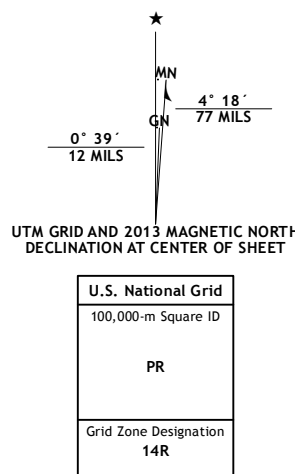 ★
MN
GN
4° 18´
77 MILS
0° 39´
12 MILS
UTM GRID AND 2013 MAGNETIC NORTH
DECLINATION AT CENTER OF SHEET
U.S. National Grid
100,000-m Square ID
PR
Grid Zone Designation
14R